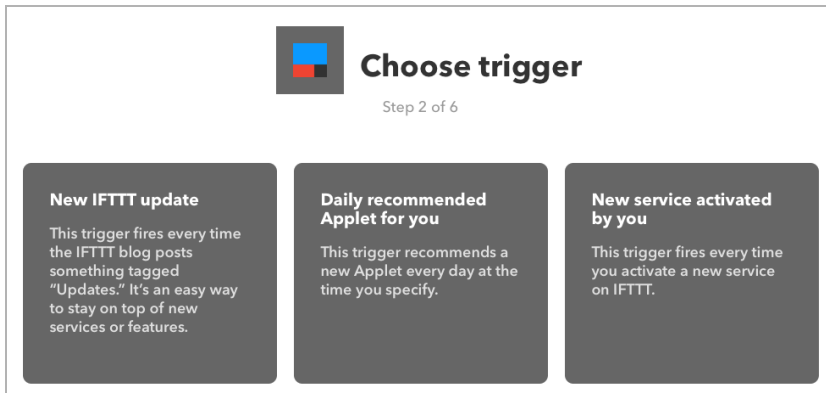 Choose trigger
Step 2 of 6
New IFTTT update
This trigger fires every time
the IFTTT blog posts
something tagged
“Updates.” It’s an easy way
to stay on top of new
services or features.
Daily recommended
Applet for you
This trigger recommends a
new Applet every day at the
time you specify.
New service activated
by you
This trigger fires every time
you activate a new service
on IFTTT.